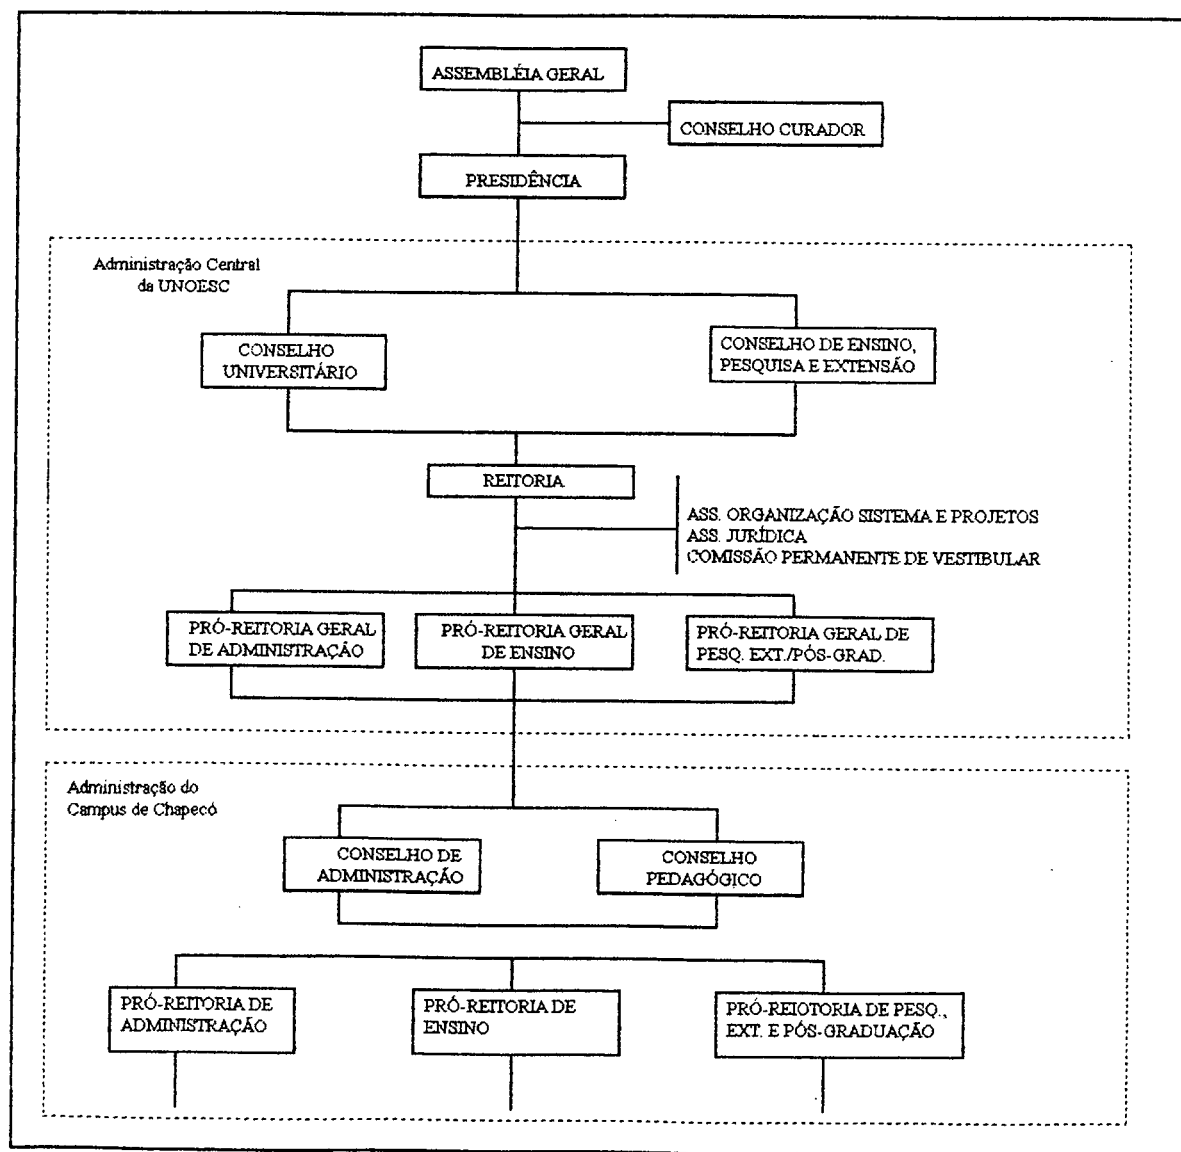 ASSEMBLÉIA GERAL
CONSELHO CURADOR
PRESIDÊNCIA
Administração Central
da UNOESC
CONSELHO
UNIVERSITÁRIO
CONSELHO DE ENSINO,
PESQUISA E EXTENSÃO
REITORIA
ASS. ORGANIZAÇÃO SISTEMA E PROJETOS
ASS. JURÍDICA
COMISSÃO PERMANENTE DE VESTIBULAR
PRÓ-REITORIA GERAL
DE ADMINISTRAÇÃO
PRÓ-REITORIA GERAL
DE ENSINO
PRÓ-REITORIA GERAL DE
PESQ. EXT./PÓS-GRAD.
Administração do
Campus de Chapecó
CONSELHO DE
ADMINISTRAÇÃO
CONSELHO
PEDAGÓGICO
PRÓ-REITORIA DE
ADMINISTRAÇÃO
PRÓ-REITORIA DE
ENSINO
PRÓ-REIOTORIA DE PESQ.,
EXT. E PÓS-GRADUAÇÃO